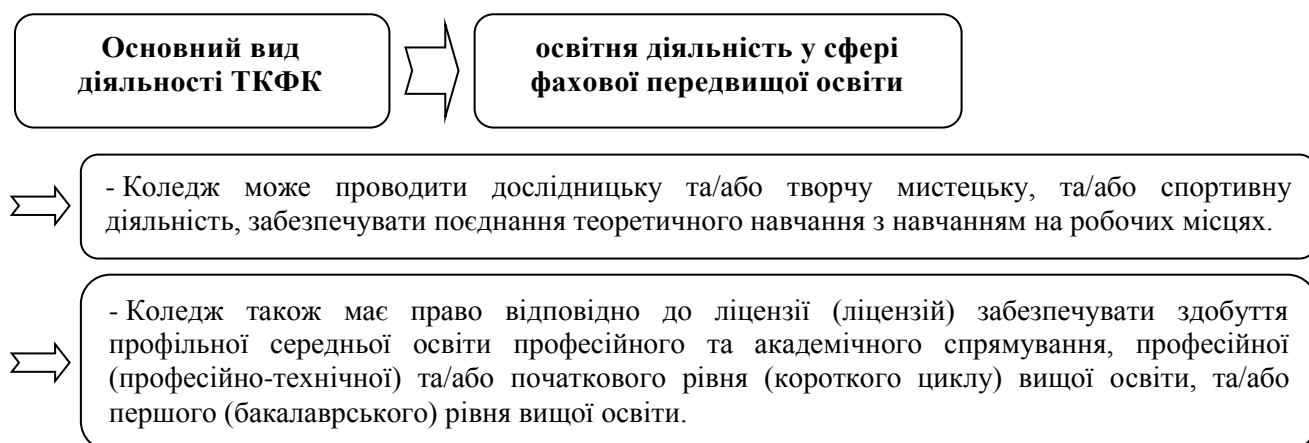 Основний вид
діяльності ТКФК
освітня діяльність у сфері
фахової передвищої освіти
- Коледж може проводити дослідницьку та/або творчу мистецьку, та/або спортивну
діяльність, забезпечувати поєднання теоретичного навчання з навчанням на робочих місцях.
- Коледж також має право відповідно до ліцензії (ліцензій) забезпечувати здобуття
профільної середньої освіти професійного та академічного спрямування, професійної
(професійно-технічної) та/або початкового рівня (короткого циклу) вищої освіти, та/або
першого (бакалаврського) рівня вищої освіти.